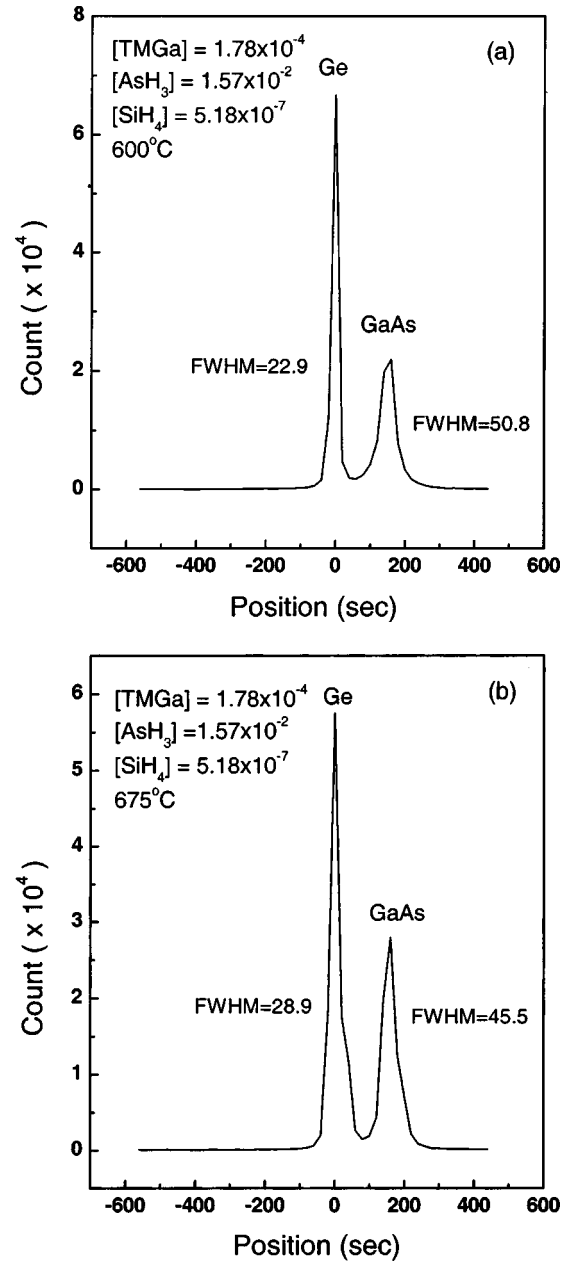 8
6
4
2
0
Count ( x 10⁴)
[TMGa] = 1.78x10⁻⁴
[AsH₃] = 1.57x10⁻²
[SiH₄] = 5.18x10⁻⁷
600°C
(a)
Ge
GaAs
FWHM=22.9
FWHM=50.8
-600 -400 -200 0 200 400 600
Position (sec)
6
5
4
3
2
1
0
Count ( x 10⁴)
[TMGa] = 1.78x10⁻⁴
[AsH₃] =1.57x10⁻²
[SiH₄] = 5.18x10⁻⁷
675°C
(b)
Ge
GaAs
FWHM=28.9
FWHM=45.5
-600 -400 -200 0 200 400 600
Position (sec)